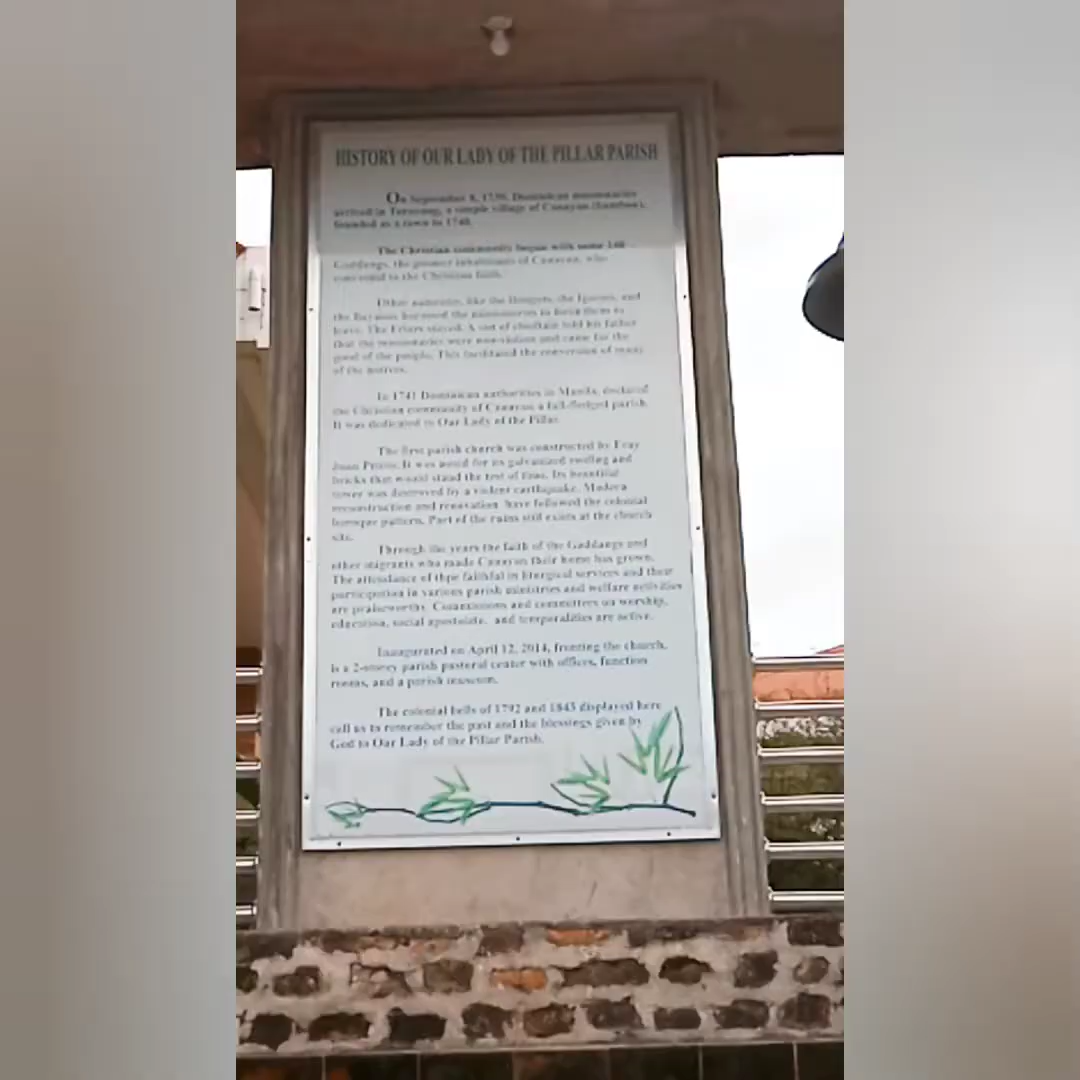 HISTORY OF OUR LADY OF THE PILLAR PARISH
On September 8, Dominican missionaries
arrived in a simple village of Cauayan (bamboo),
founded as a town in 1740.
The Christian community began with some
Gaddangs, the pioneer inhabitants of Cauayan, who
converted to the Christian faith.
Other nativities, like the Ilongots, the Igorots, and
the harassed the missionaries to force them to
leave. The Friars stayed. A son of chieftain told his father
that the missionaries were non-violent and came for the
good of the people. This facilitated the conversion of many
of the natives.
In 1741 Dominican authorities in Manila, declared
the Christian community of Cauayan a full-fledged parish.
It was dedicated to Our Lady of the Pillar.
The first parish church was constructed by Fray
Juan It was noted for its galvanized roofing and
bricks that would stand the test of time. Its beautiful
tower was destroyed by a violent earthquake. Modern
reconstruction and renovation have followed the colonial
baroque pattern. Part of the ruins still exists at the church
site.
Through the years the faith of the Gaddangs and
other migrants who made Cauayan their home has grown.
The attendance of thpe faithful in liturgical services and their
participation in various parish ministries and welfare activities
are praiseworthy. Commissions and committees on worship,
education, social apostolate, and temporalities are active.
Inaugurated on April 12, 2014, fronting the church,
is a 2-storey parish pastoral center with offices, function
rooms, and a parish museum.
The colonial bells of 1792 and 1843 displayed here
call us to remember the past and the blessings given by
God to Our Lady of the Pillar Parish.